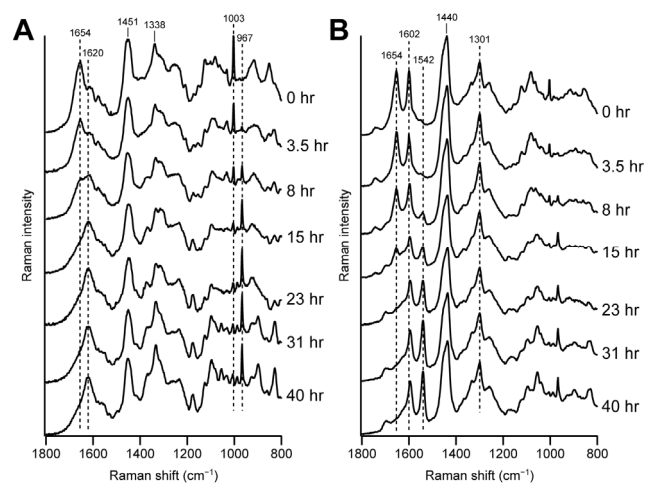 A
1654
1620
1451
1338
1003
967
0 hr
3.5 hr
8 hr
15 hr
23 hr
31 hr
40 hr
Raman intensity
1800 1600 1400 1200 1000 800
Raman shift (cm⁻¹)
B
1654
1602
1542
1440
1301
0 hr
3.5 hr
8 hr
15 hr
23 hr
31 hr
40 hr
Raman intensity
1800 1600 1400 1200 1000 800
Raman shift (cm⁻¹)